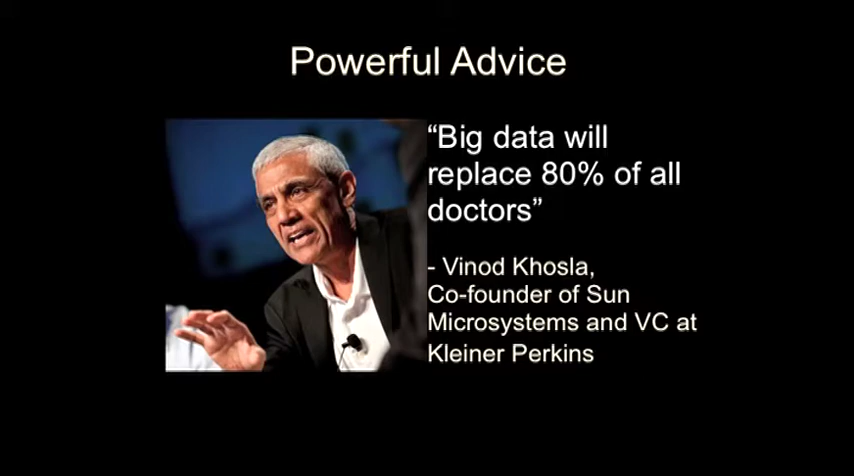 Powerful Advice
“Big data will
replace 80% of all
doctors”
- Vinod Khosla,
Co-founder of Sun
Microsystems and VC at
Kleiner Perkins